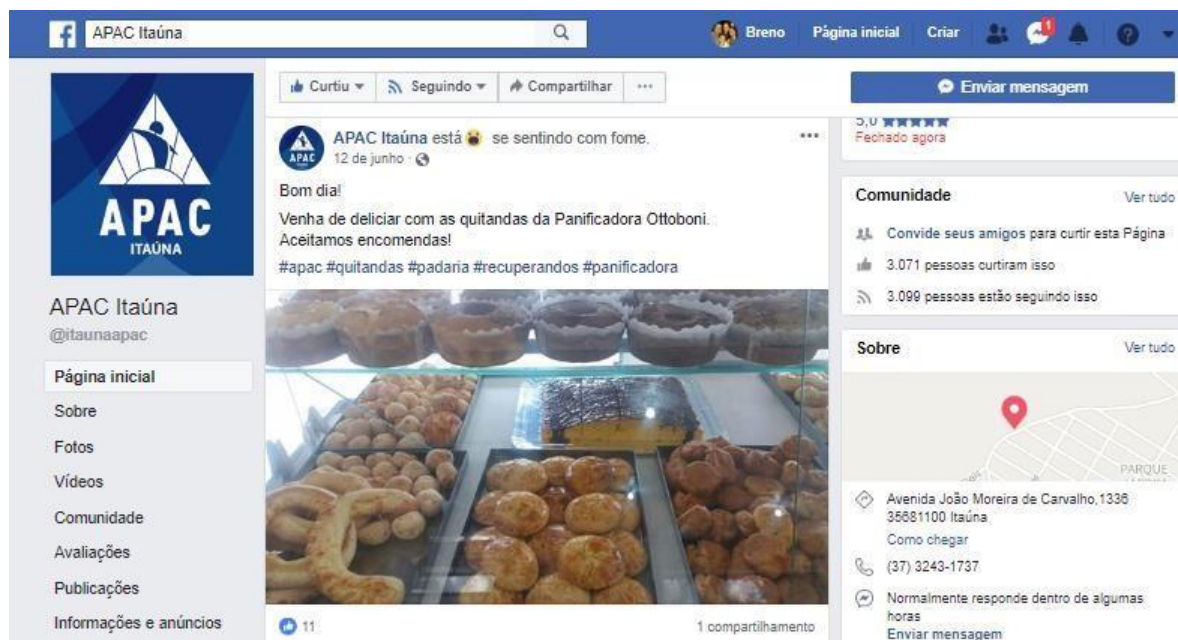 APAC Itaúna
Breno
Página inicial
Criar
1
APAC
ITAÚNA
APAC Itaúna
@itaunaapac
Página inicial
Sobre
Fotos
Vídeos
Comunidade
Avaliações
Publicações
Informações e anúncios
Curtiu
Seguindo
Compartilhar
APAC
APAC Itaúna está se sentindo com fome.
12 de junho
Bom dia!
Venha de deliciar com as quitandas da Panificadora Ottoboni.
Aceitamos encomendas!
#apac #quitandas #padaria #recuperandos #panificadora
11
1 compartilhamento
Enviar mensagem
5,0
Fechado agora
Comunidade
Ver tudo
Convide seus amigos para curtir esta Página
3.071 pessoas curtiram isso
3.099 pessoas estão seguindo isso
Sobre
Ver tudo
PARQUE
Avenida João Moreira de Carvalho,1336
35681100 Itaúna
Como chegar
(37) 3243-1737
Normalmente responde dentro de algumas
horas
Enviar mensagem